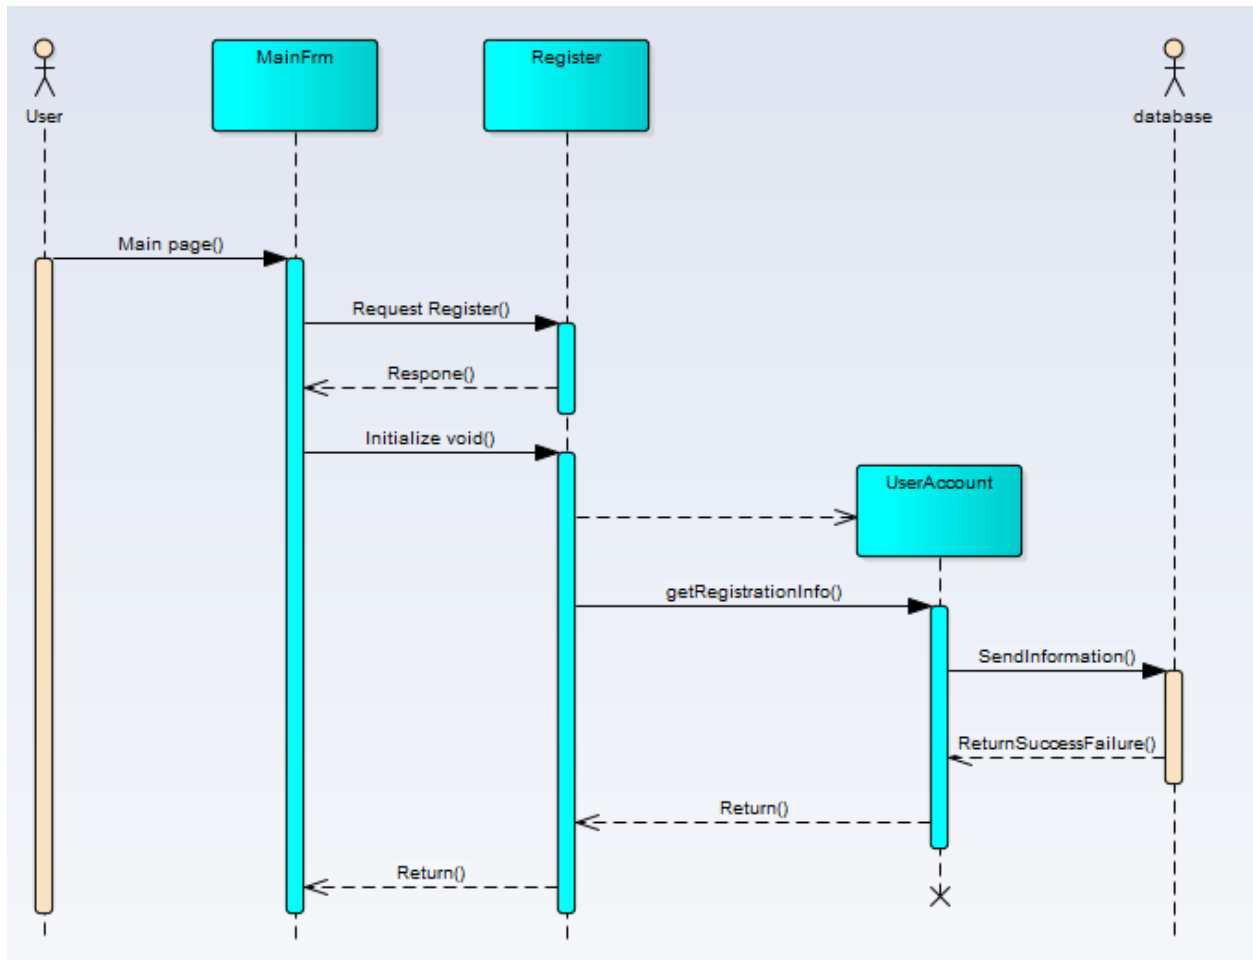 MainFrm
Register
User
database
Main page()
Request Register()
Respone()
Initialize void()
UserAccount
getRegistrationInfo()
SendInformation()
ReturnSuccessFailure()
Return()
Return()